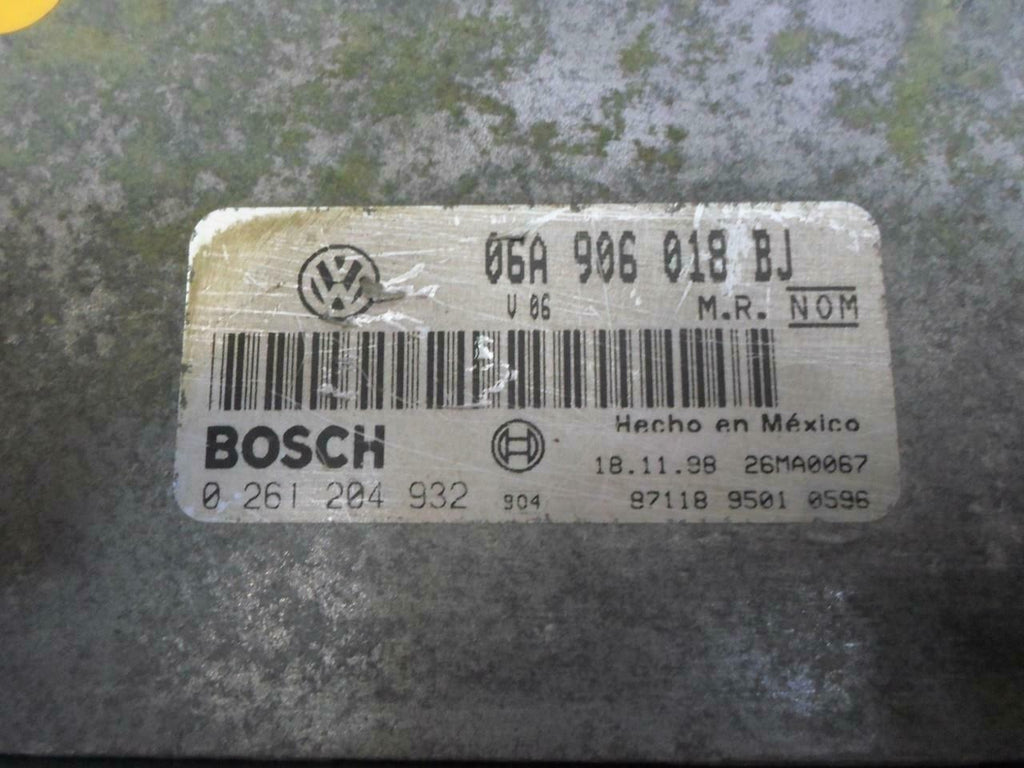 06A 906 018 BJ
V 06 M.R. NOM
BOSCH Hecho en México
18.11.98 26MA0067
0 261 204 932 904 87118 9501 0596